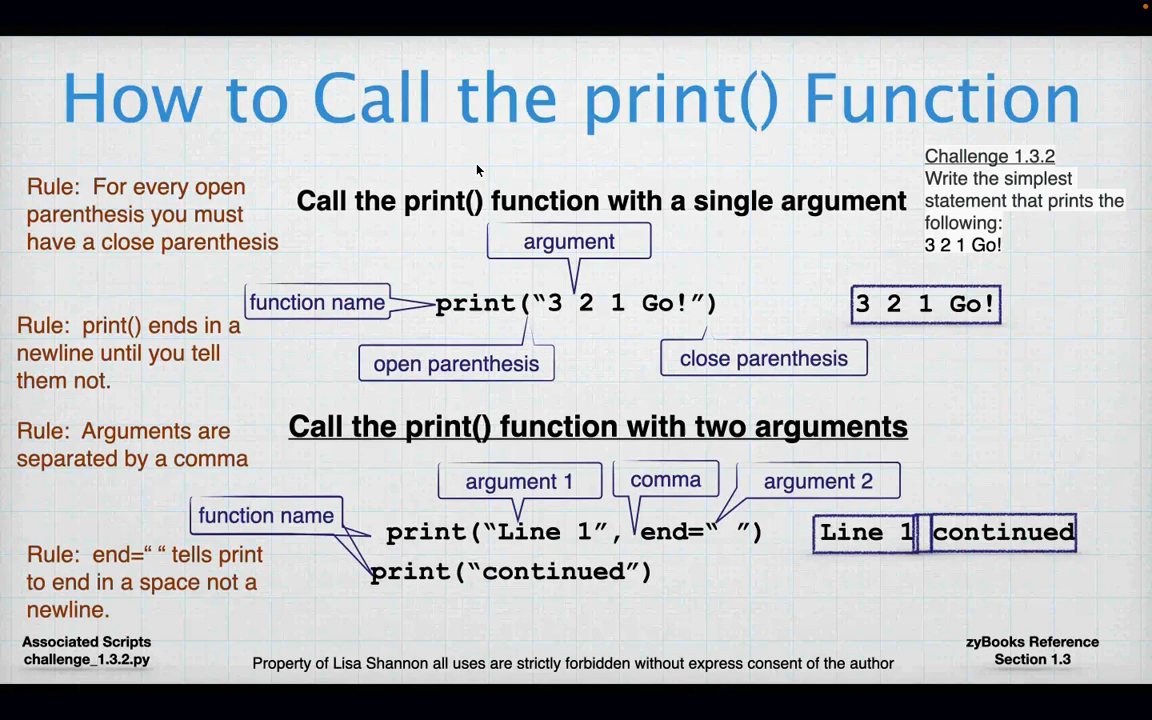 How to Call the print() Function
Rule: For every open
parenthesis you must
have a close parenthesis
Call the print() function with a single argument
Challenge 1.3.2
Write the simplest
statement that prints the
following:
3 2 1 Go!
argument
function name
print(“3 2 1 Go!”)
3 2 1 Go!
open parenthesis
close parenthesis
Rule: print() ends in a
newline until you tell
them not.
Rule: Arguments are
separated by a comma
Call the print() function with two arguments
argument 1
comma
argument 2
function name
print(“Line 1”, end=“ ”)
print(“continued”)
Line 1 continued
Rule: end=“ “ tells print
to end in a space not a
newline.
Associated Scripts
challenge_1.3.2.py
Property of Lisa Shannon all uses are strictly forbidden without express consent of the author
zyBooks Reference
Section 1.3